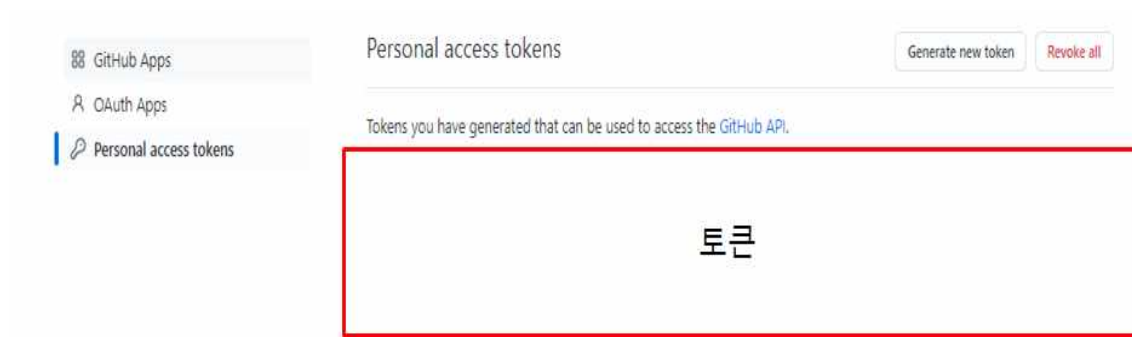 GitHub Apps
OAuth Apps
Personal access tokens
Personal access tokens
Generate new token
Revoke all
Tokens you have generated that can be used to access the GitHub API.
토큰